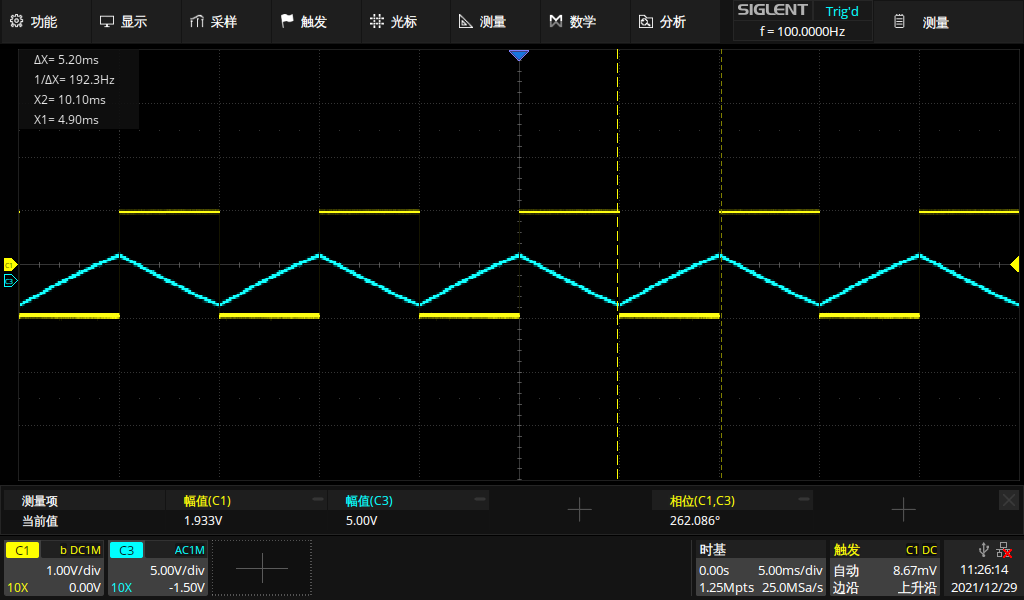 功能 显示 采样 触发 光标 测量 数学 分析 SIGLENT Trig'd 测量
f = 100.0000Hz
ΔX= 5.20ms
1/ΔX= 192.3Hz
X2= 10.10ms
X1= 4.90ms
C1
C3
测量项 幅值(C1) 幅值(C3) 相位(C1,C3)
当前值 1.933V 5.00V 262.086°
C1 b DC1M C3 AC1M 时基 触发 C1 DC
1.00V/div 5.00V/div 0.00s 5.00ms/div 自动 8.67mV 11:26:14
10X 0.00V 10X -1.50V 1.25Mpts 25.0MSa/s 边沿 上升沿 2021/12/29